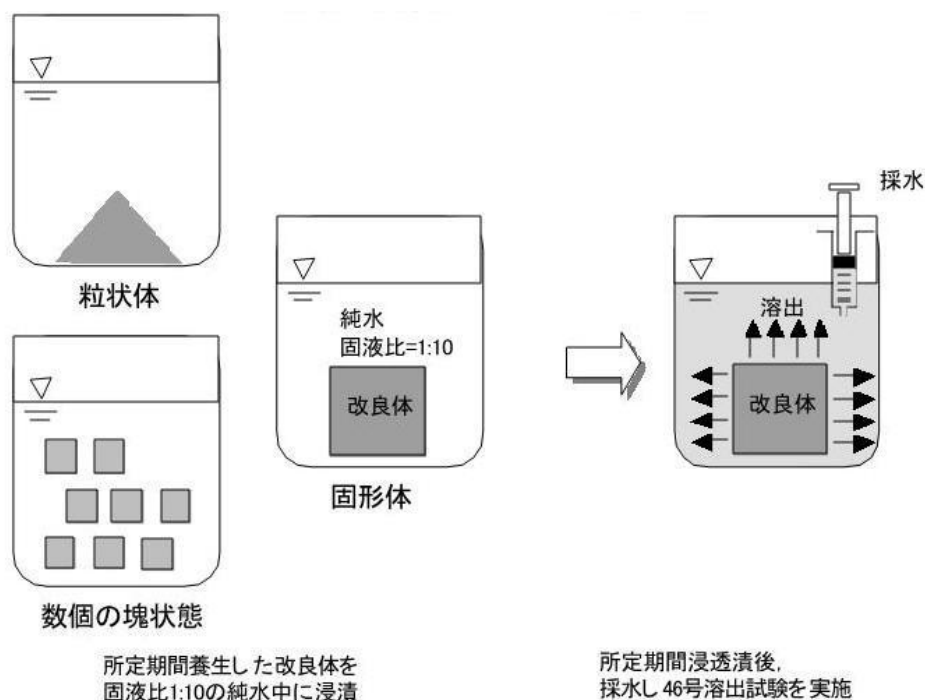 粒状体
数個の塊状態
純水
固液比=1:10
改良体
固形体
採水
溶出
改良体
所定期間養生した改良体を
固液比1:10の純水中に浸漬
所定期間浸透漬後,
採水し46号溶出試験を実施